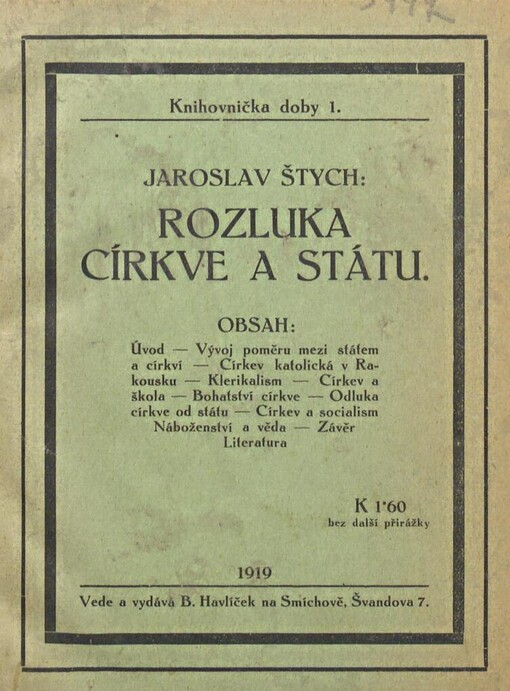 Knihovnička doby 1.
JAROSLAV ŠTYCH:
ROZLUKA
CÍRKVE A STÁTU.
OBSAH:
Úvod — Vývoj poměru mezi státem
a církví — Církev katolická v Ra-
kousku — Klerikalism — Církev a
škola — Bohatství církve — Odluka
církve od státu — Církev a socialism
Náboženství a věda — Závěr
Literatura
K 1·60
bez další přirážky
1919
Vede a vydává B. Havlíček na Smíchově, Švandova 7.